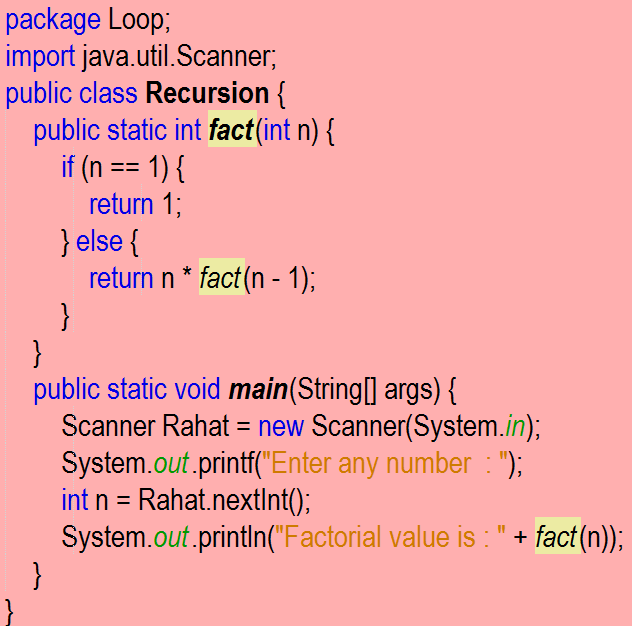 package Loop;
import java.util.Scanner;
public class Recursion {
public static int fact(int n) {
if (n == 1) {
return 1;
} else {
return n * fact(n - 1);
}
}
public static void main(String[] args) {
Scanner Rahat = new Scanner(System.in);
System.out.printf("Enter any number  : ");
int n = Rahat.nextInt();
System.out.println("Factorial value is : " + fact(n));
}
}